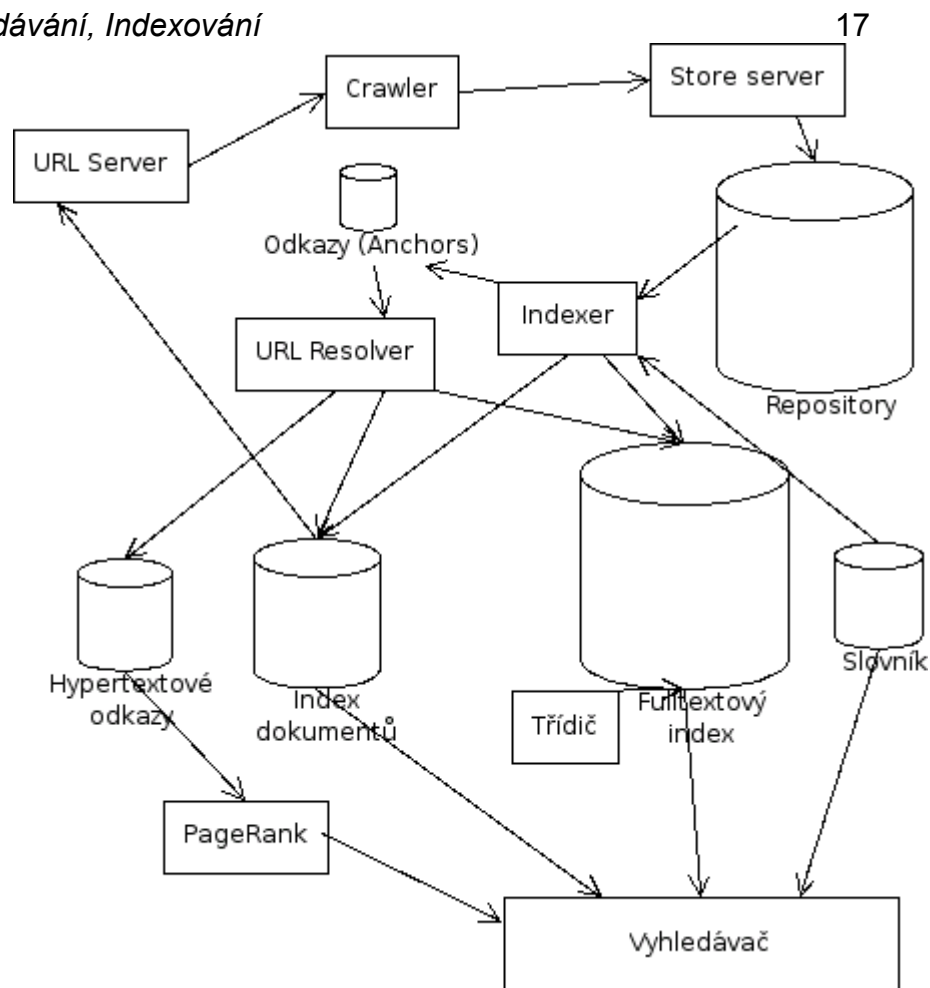 dávání, Indexování
17
Crawler
Store server
URL Server
Odkazy (Anchors)
Indexer
URL Resolver
Repository
Slovník
Hypertextové
odkazy
Index
dokumentů
Třídič
Fulltextový
index
PageRank
Vyhledávač